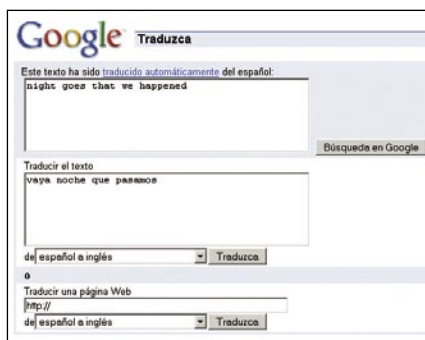 Google Traduzca
Este texto ha sido traducido automáticamente del español:
night goes that we happened
Búsqueda en Google
Traducir el texto
vaya noche que pasamos
de español a inglés Traduzca
o
Traducir una página Web
http://
de español a inglés Traduzca